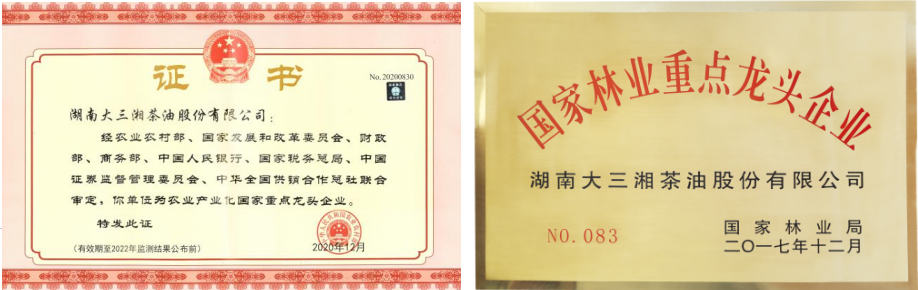 证书
No.20200830
湖南大三湘茶油股份有限公司：
经农业农村部、国家发展和改革委员会、财政
部、商务部、中国人民银行、国家税务总局、中国
证券监督管理委员会、中华全国供销合作总社联合
审定，你单位为农业产业化国家重点龙头企业。
特发此证
2020年12月
（有效期至2022年监测结果公布前）
国家林业重点龙头企业
湖南大三湘茶油股份有限公司
NO.083
国家林业局
二〇一七年十二月